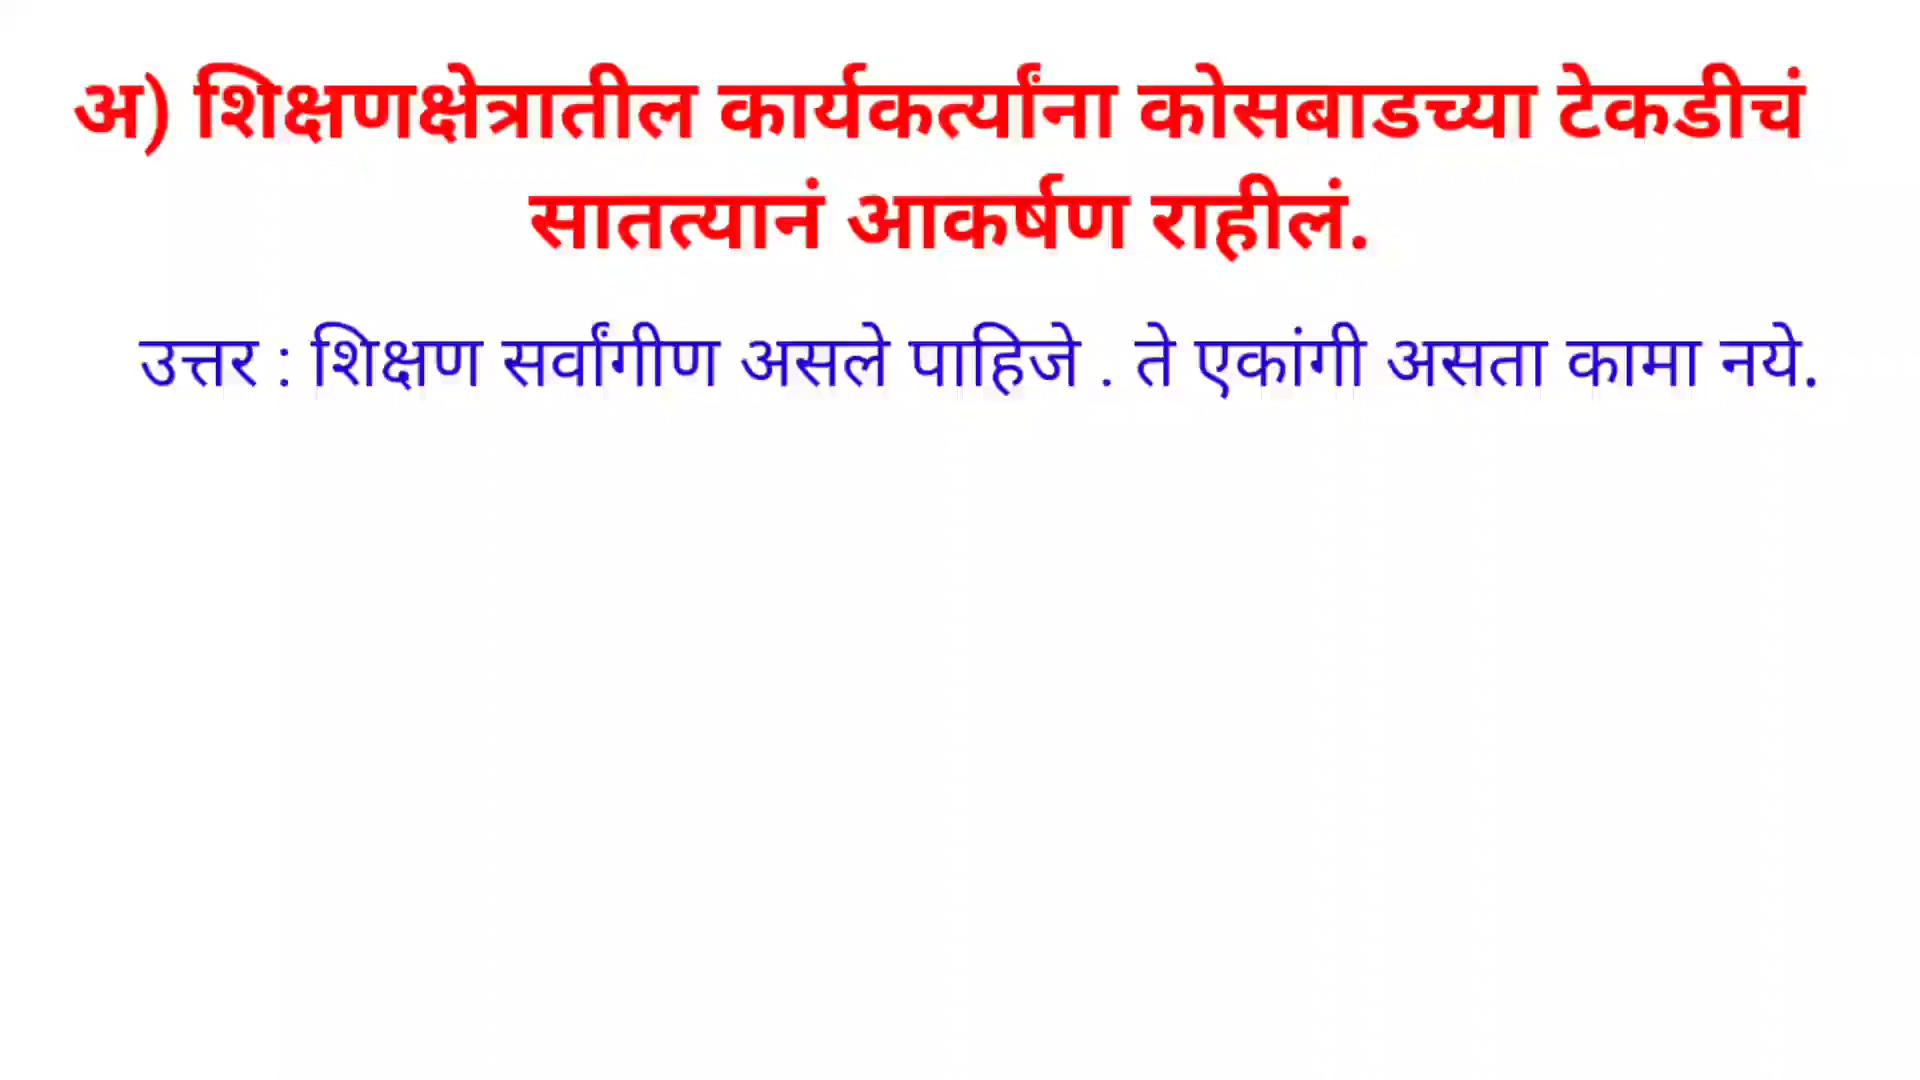 अ) शिक्षणक्षेत्रातील कार्यकर्त्यांना कोसबाडच्या टेकडीचं
सातत्यानं आकर्षण राहीलं.
उत्तर : शिक्षण सर्वांगीण असले पाहिजे . ते एकांगी असता कामा नये.